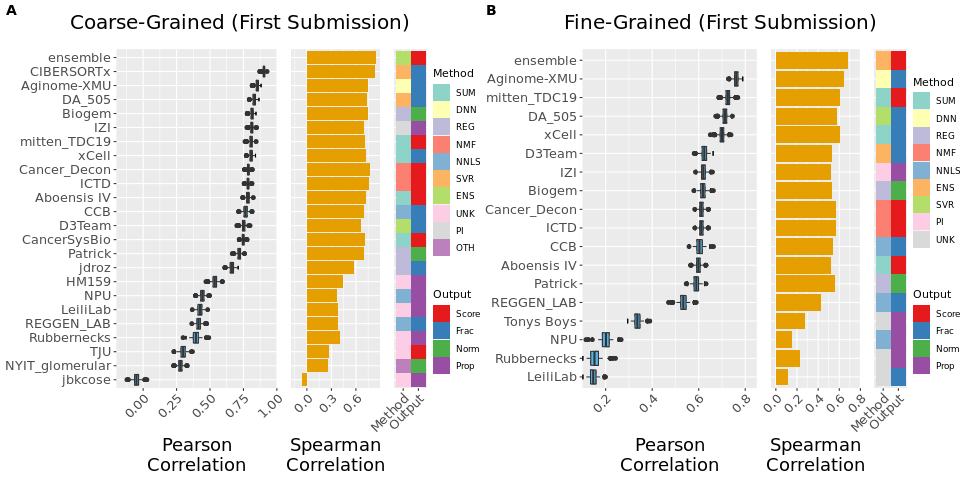 A
Coarse-Grained (First Submission)
ensemble
CIBERSORTx
Aginome-XMU
DA_505
Biogem
IZI
mitten_TDC19
xCell
Cancer_Decon
ICTD
Aboensis IV
CCB
D3Team
CancerSysBio
Patrick
jdroz
HM159
NPU
LeiliLab
REGGEN_LAB
Rubbernecks
TJU
NYIT_glomerular
jbkcose
0.00
0.25
0.50
0.75
1.00
Pearson
Correlation
0.0
0.3
0.6
Spearman
Correlation
Method
Output
Method
SUM
DNN
REG
NMF
NNLS
SVR
ENS
UNK
PI
OTH
Output
Score
Frac
Norm
Prop
B
Fine-Grained (First Submission)
ensemble
Aginome-XMU
mitten_TDC19
DA_505
xCell
D3Team
IZI
Biogem
Cancer_Decon
ICTD
CCB
Aboensis IV
Patrick
REGGEN_LAB
Tonys Boys
NPU
Rubbernecks
LeiliLab
0.2
0.4
0.6
0.8
Pearson
Correlation
0.0
0.2
0.4
0.6
0.8
Spearman
Correlation
Method
Output
Method
SUM
DNN
REG
NMF
NNLS
ENS
SVR
PI
UNK
Output
Score
Frac
Norm
Prop